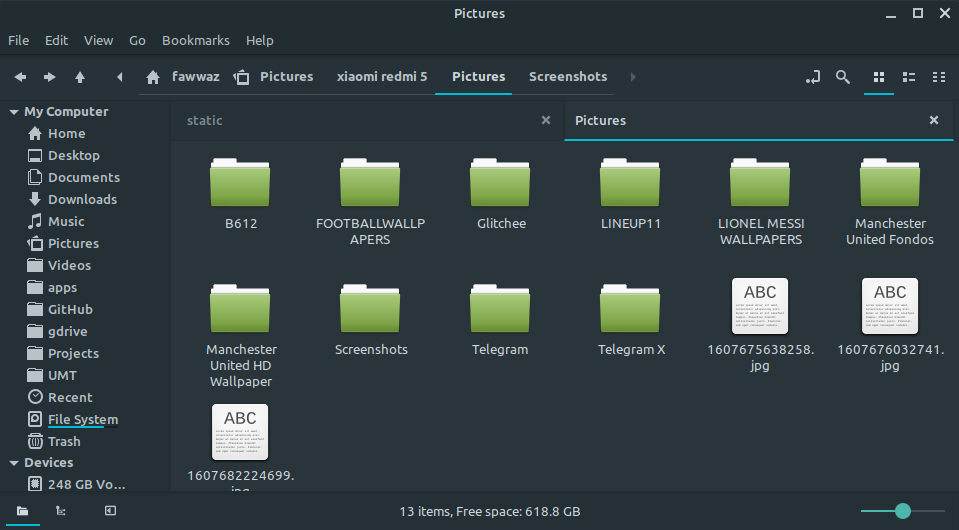 Pictures
File Edit View Go Bookmarks Help
fawwaz Pictures xiaomi redmi 5 Pictures Screenshots
My Computer
Home
Desktop
Documents
Downloads
Music
Pictures
Videos
apps
GitHub
gdrive
Projects
UMT
Recent
File System
Trash
Devices
248 GB Vo...
static
Pictures
B612
FOOTBALLWALLP
APERS
Glitchee
LINEUP11
LIONEL MESSI
WALLPAPERS
Manchester
United Fondos
Manchester
United HD
Wallpaper
Screenshots
Telegram
Telegram X
ABC
1607675638258.
jpg
ABC
1607676032741.
jpg
ABC
1607682224699.
jpg
13 items, Free space: 618.8 GB